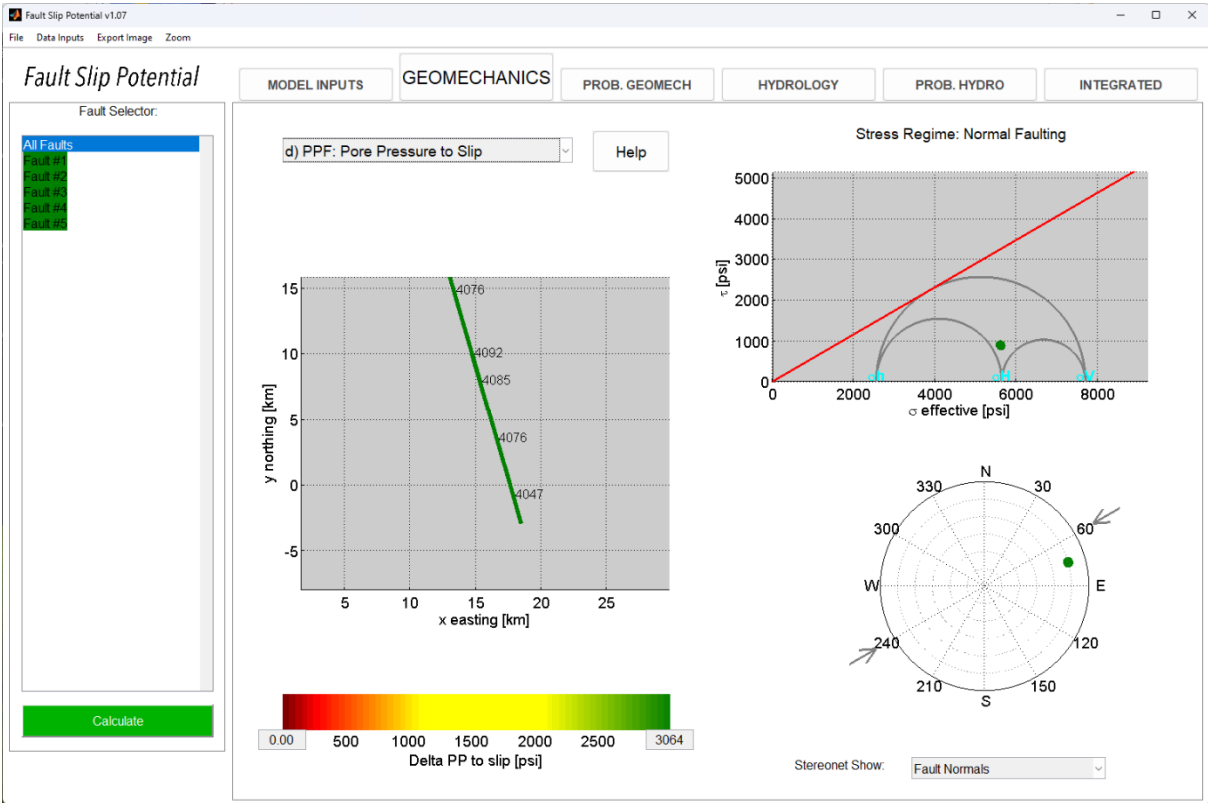 Fault Slip Potential v1.07
File Data Inputs Export Image Zoom
Fault Slip Potential
MODEL INPUTS GEOMECHANICS PROB. GEOMECH HYDROLOGY PROB. HYDRO INTEGRATED
Fault Selector:
All Faults
Fault #1
Fault #2
Fault #3
Fault #4
Fault #5
Calculate
d) PPF: Pore Pressure to Slip
Help
15
10
5
0
-5
y northing [km]
4076
4092
4085
4076
4047
5 10 15 20 25
x easting [km]
0.00 500 1000 1500 2000 2500 3064
Delta PP to slip [psi]
Stress Regime: Normal Faulting
5000
4000
3000
2000
1000
0
τ [psi]
σh σH σV
0 2000 4000 6000 8000
σ effective [psi]
N
330 30
300 60
W E
240 120
210 150
S
Stereonet Show: Fault Normals